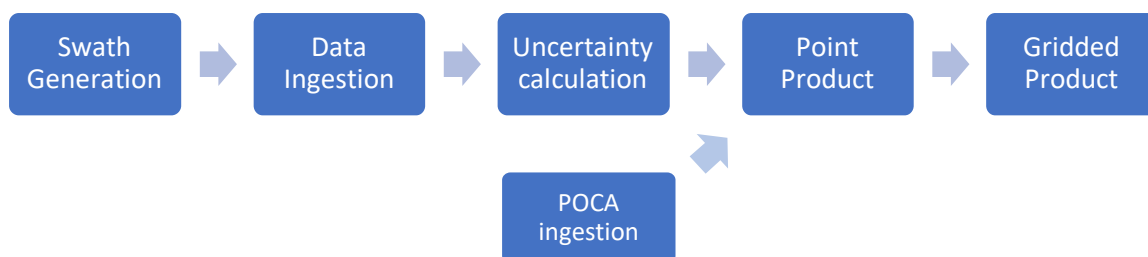 Swath
Generation
Data
Ingestion
Uncertainty
calculation
Point
Product
Gridded
Product
POCA
ingestion